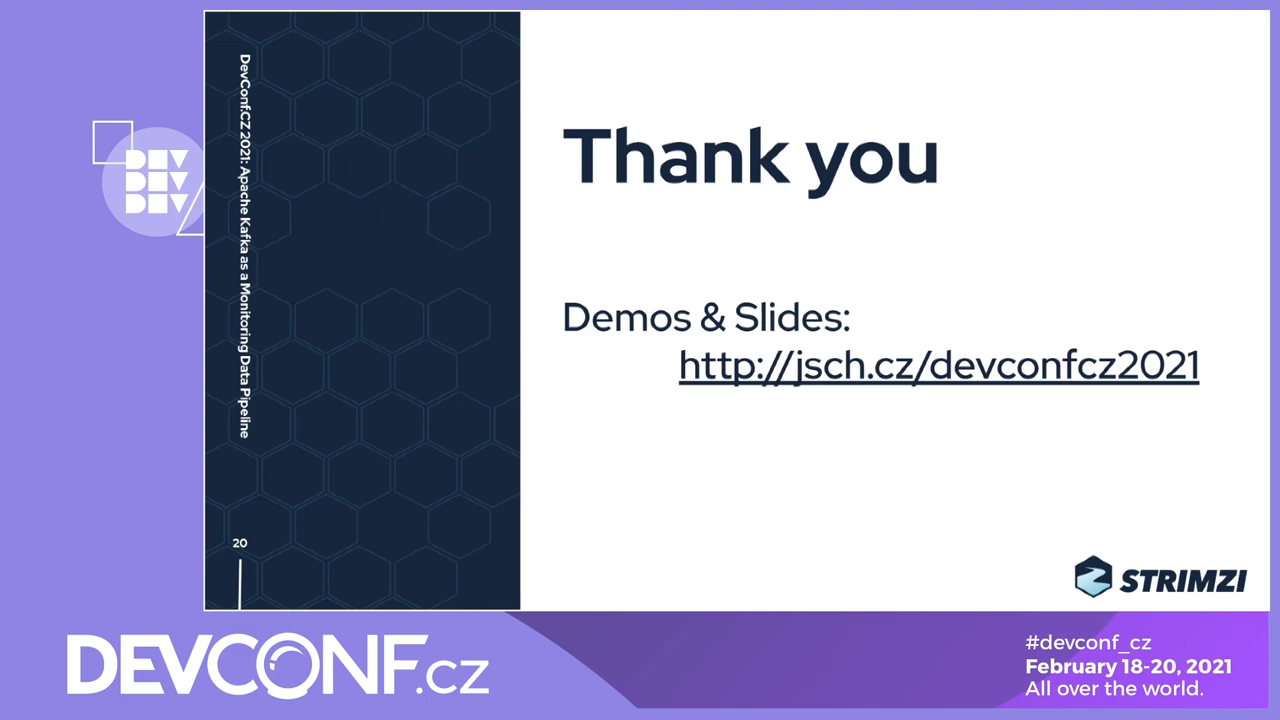 DEV
DEV
DEV
DevConf.CZ 2021: Apache Kafka as a Monitoring Data Pipeline
20
Thank you
Demos & Slides:
http://jsch.cz/devconfcz2021
STRIMZI
DEVCONF.cz
#devconf_cz
February 18-20, 2021
All over the world.